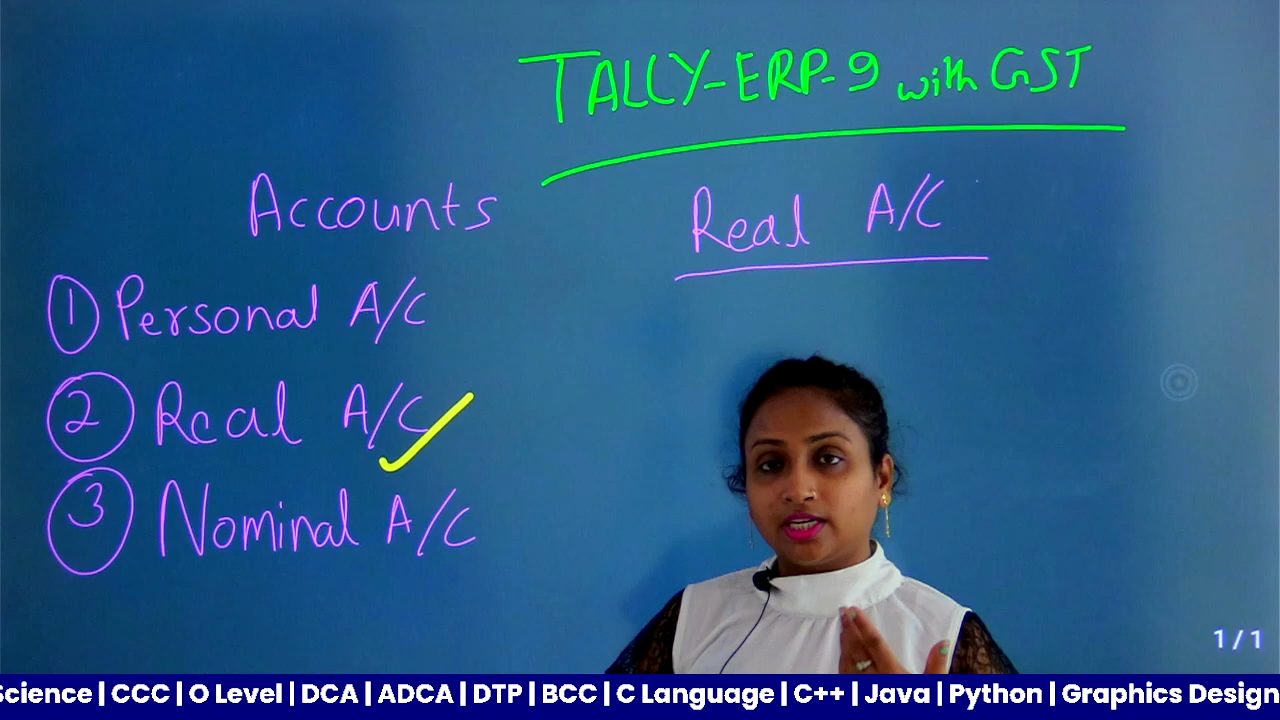 TALLY-ERP-9 with GST
Accounts
① Personal A/C
② Real A/C
③ Nominal A/C
Real A/C
1 / 1
Science | CCC | O Level | DCA | ADCA | DTP | BCC | C Language | C++ | Java | Python | Graphics Design